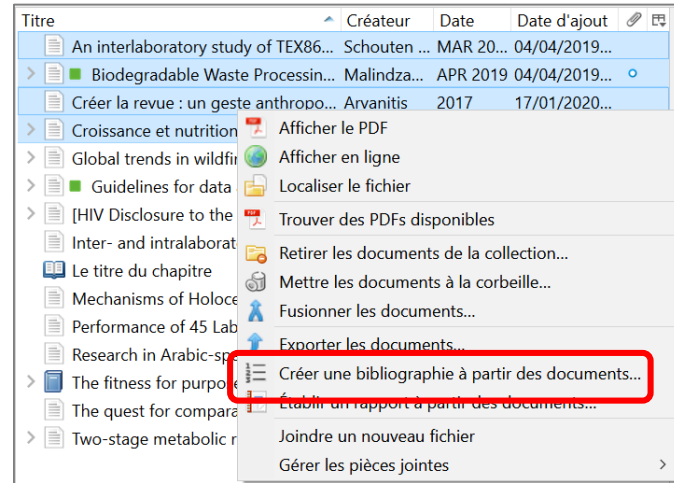 Titre Créateur Date Date d'ajout
An interlaboratory study of TEX86... Schouten ... MAR 20... 04/04/2019...
Biodegradable Waste Processin... Malindza... APR 2019 04/04/2019...
Créer la revue : un geste anthropo... Arvanitis 2017 17/01/2020...
Croissance et nutrition
Global trends in wildfir
Guidelines for data
[HIV Disclosure to the
Inter- and intralaborat
Le titre du chapitre
Mechanisms of Holoce
Performance of 45 Lab
Research in Arabic-sp
The fitness for purpose
The quest for compara
Two-stage metabolic r
Afficher le PDF
Afficher en ligne
Localiser le fichier
Trouver des PDFs disponibles
Retirer les documents de la collection...
Mettre les documents à la corbeille...
Fusionner les documents...
Exporter les documents...
Créer une bibliographie à partir des documents...
Établir un rapport à partir des documents...
Joindre un nouveau fichier
Gérer les pièces jointes